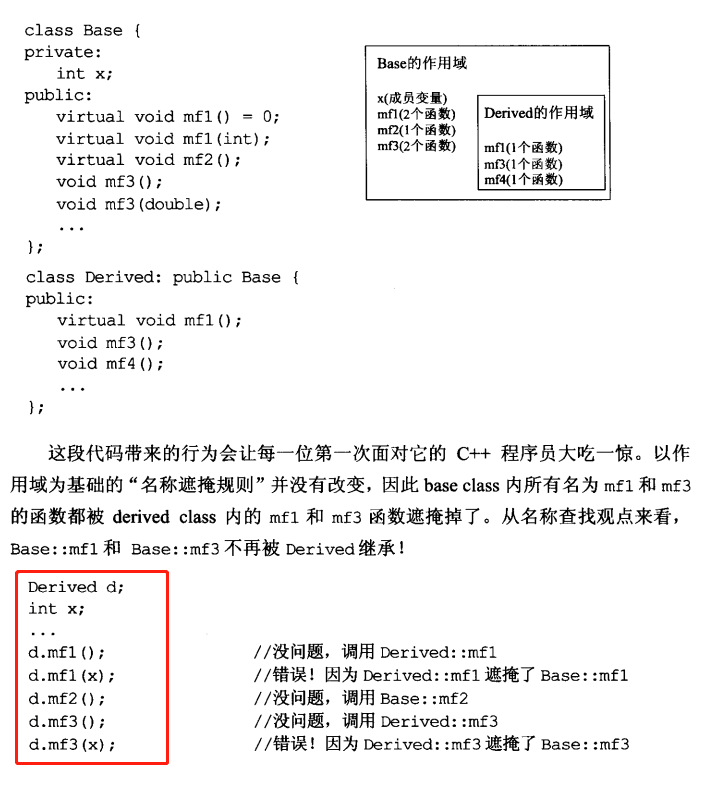 class Base {
private:
int x;
public:
virtual void mf1() = 0;
virtual void mf1(int);
virtual void mf2();
void mf3();
void mf3(double);
...
};
Base的作用域
x(成员变量)
mf1(2个函数)
mf2(1个函数)
mf3(2个函数)
Derived的作用域
mf1(1个函数)
mf3(1个函数)
mf4(1个函数)
class Derived: public Base {
public:
virtual void mf1();
void mf3();
void mf4();
...
};
这段代码带来的行为会让每一位第一次面对它的 C++ 程序员大吃一惊。以作
用域为基础的“名称遮掩规则”并没有改变,因此 base class 内所有名为 mf1 和 mf3
的函数都被 derived class 内的 mf1 和 mf3 函数遮掩掉了。从名称查找观点来看,
Base::mf1 和 Base::mf3 不再被 Derived 继承!
Derived d;
int x;
...
d.mf1(); //没问题,调用 Derived::mf1
d.mf1(x); //错误!因为 Derived::mf1 遮掩了 Base::mf1
d.mf2(); //没问题,调用 Base::mf2
d.mf3(); //没问题,调用 Derived::mf3
d.mf3(x); //错误!因为 Derived::mf3 遮掩了 Base::mf3